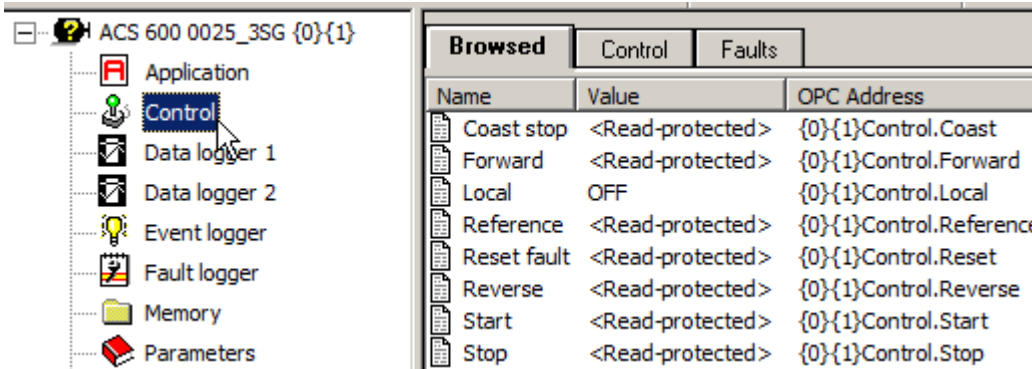 ACS 600 0025_3SG {0}{1}
Application
Control
Data logger 1
Data logger 2
Event logger
Fault logger
Memory
Parameters
Browsed Control Faults
Name Value OPC Address
Coast stop <Read-protected> {0}{1}Control.Coast
Forward <Read-protected> {0}{1}Control.Forward
Local OFF {0}{1}Control.Local
Reference <Read-protected> {0}{1}Control.Reference
Reset fault <Read-protected> {0}{1}Control.Reset
Reverse <Read-protected> {0}{1}Control.Reverse
Start <Read-protected> {0}{1}Control.Start
Stop <Read-protected> {0}{1}Control.Stop